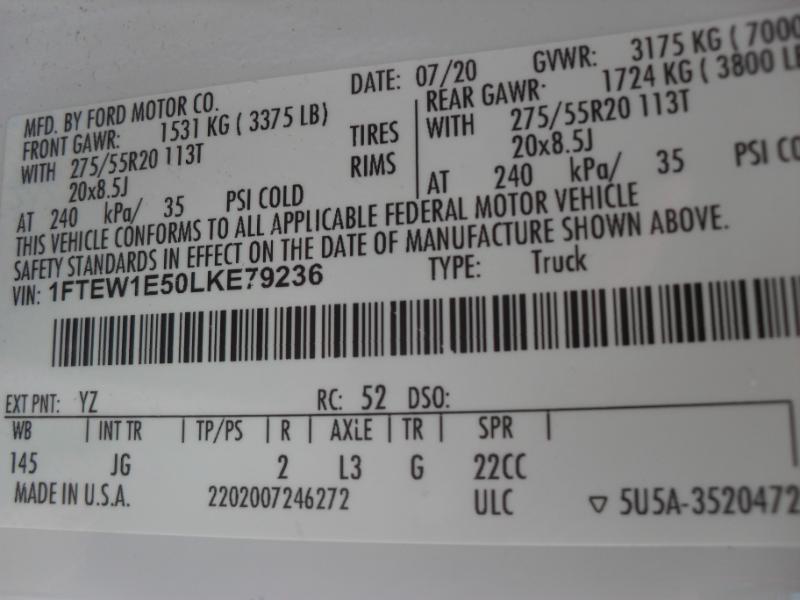 MFD. BY FORD MOTOR CO. DATE: 07/20 GVWR: 3175 KG ( 7000
FRONT GAWR: 1531 KG ( 3375 LB) REAR GAWR: 1724 KG ( 3800 LB
WITH 275/55R20 113T TIRES WITH 275/55R20 113T
20x8.5J RIMS 20x8.5J
AT 240 kPa/ 35 PSI COLD AT 240 kPa/ 35 PSI CO
THIS VEHICLE CONFORMS TO ALL APPLICABLE FEDERAL MOTOR VEHICLE
SAFETY STANDARDS IN EFFECT ON THE DATE OF MANUFACTURE SHOWN ABOVE.
VIN: 1FTEW1E50LKE79236 TYPE: Truck
EXT PNT: YZ RC: 52 DSO:
WB | INT TR | TP/PS | R | AXLE | TR | SPR |
145 JG 2 L3 G 22CC
MADE IN U.S.A. 2202007246272 ULC ▽ 5U5A-3520472